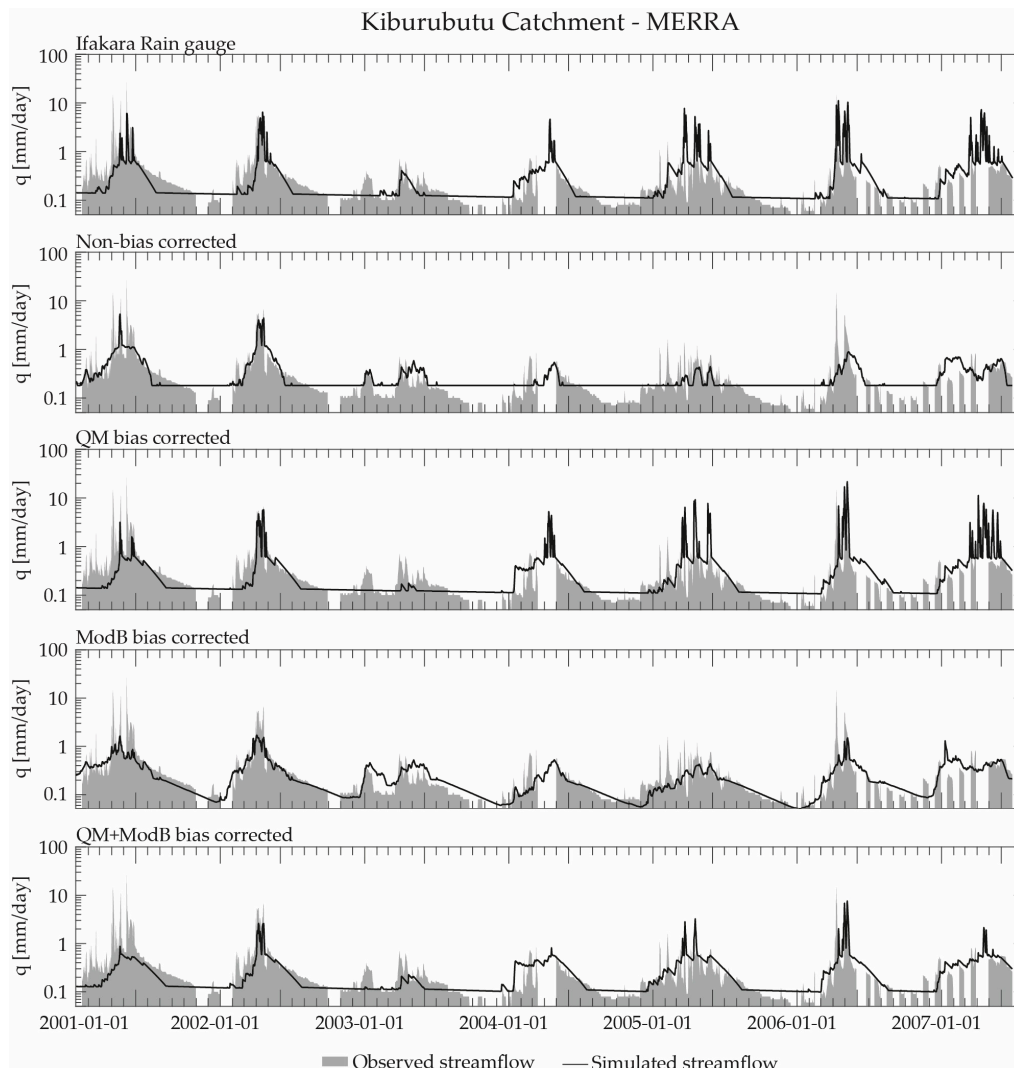 Kiburubutu Catchment - MERRA
Ifakara Rain gauge
100
10
1
0.1
q [mm/day]
Non-bias corrected
100
10
1
0.1
q [mm/day]
QM bias corrected
100
10
1
0.1
q [mm/day]
ModB bias corrected
100
10
1
0.1
q [mm/day]
QM+ModB bias corrected
100
10
1
0.1
q [mm/day]
2001-01-01 2002-01-01 2003-01-01 2004-01-01 2005-01-01 2006-01-01 2007-01-01
Observed streamflow Simulated streamflow